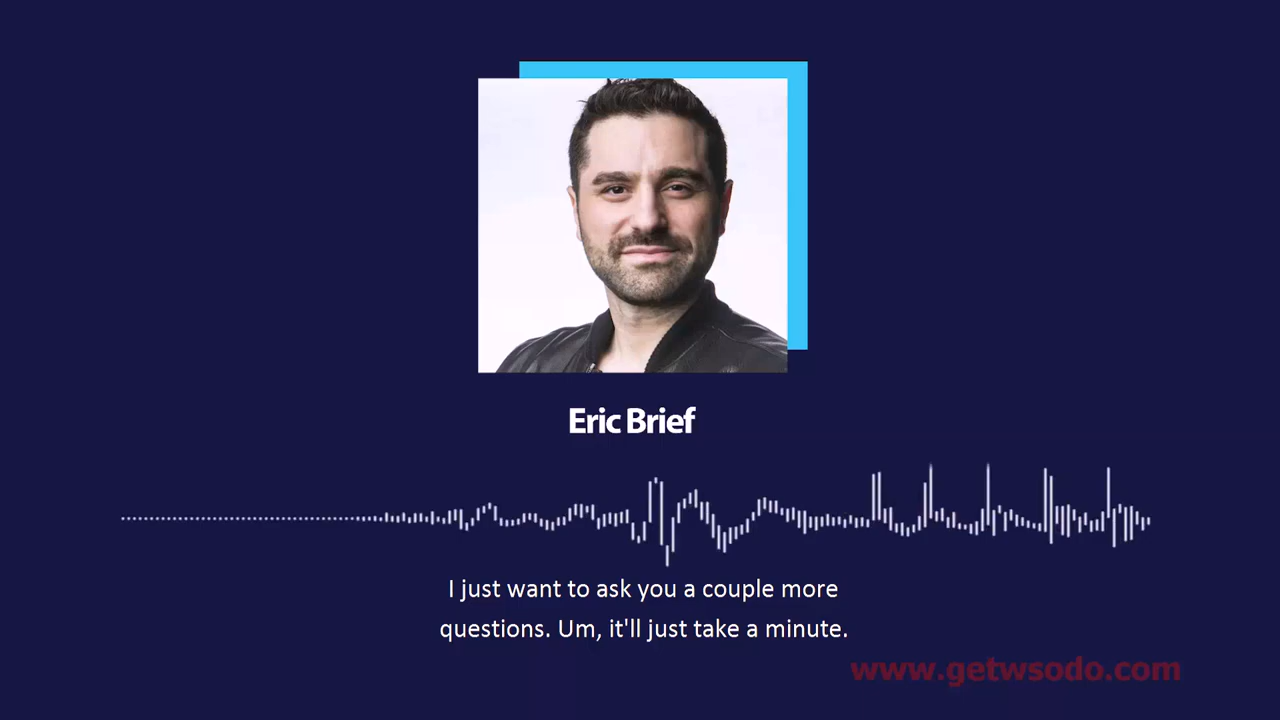 Eric Brief
I just want to ask you a couple more
questions. Um, it'll just take a minute.
www.getwsodo.com